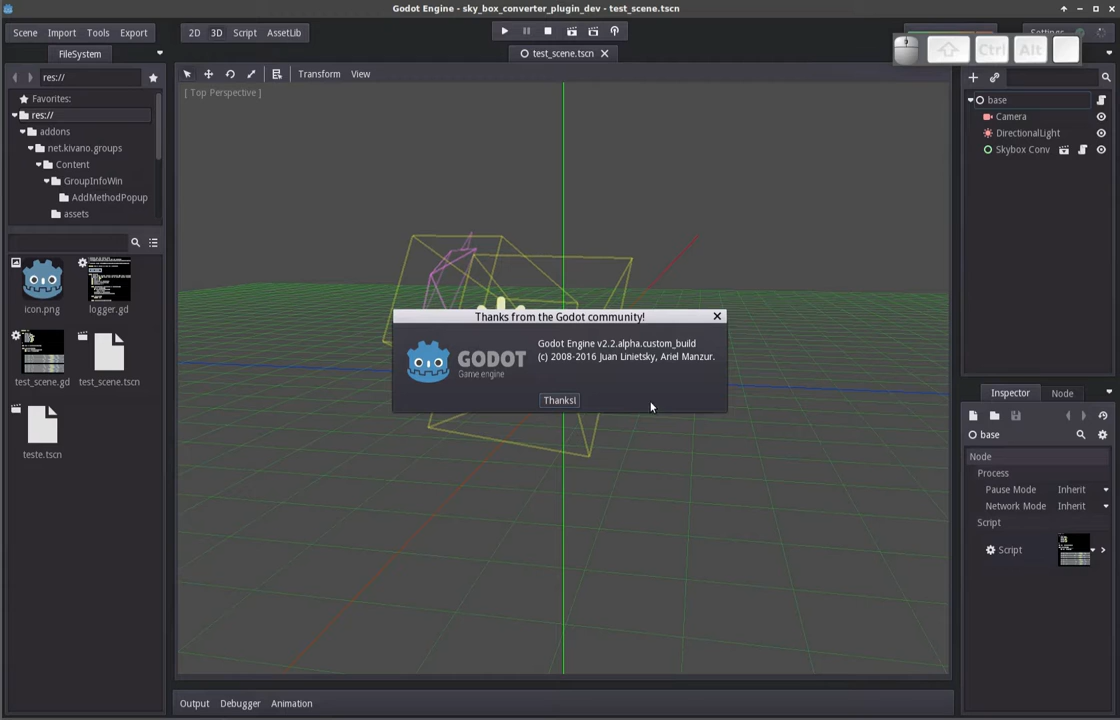 Godot Engine - sky_box_converter_plugin_dev - test_scene.tscn
Scene Import Tools Export
2D 3D Script AssetLib
Ctrl Alt
FileSystem
test_scene.tscn
res://
Transform View
Favorites:
[ Top Perspective ]
res://
addons
net.kivano.groups
Content
GroupInfoWin
AddMethodPopup
assets
icon.png
logger.gd
test_scene.gd
test_scene.tscn
teste.tscn
Thanks from the Godot community!
GODOT
Game engine
Godot Engine v2.2.alpha.custom_build
(c) 2008-2016 Juan Linietsky, Ariel Manzur.
Thanks!
base
Camera
DirectionalLight
Skybox Conv
Inspector Node
base
Node
Process
Pause Mode Inherit
Network Mode Inherit
Script
Script
Output Debugger Animation